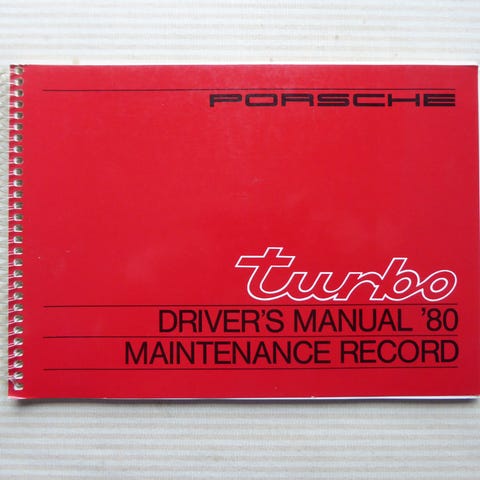 PORSCHE
turbo
DRIVER'S MANUAL '80
MAINTENANCE RECORD